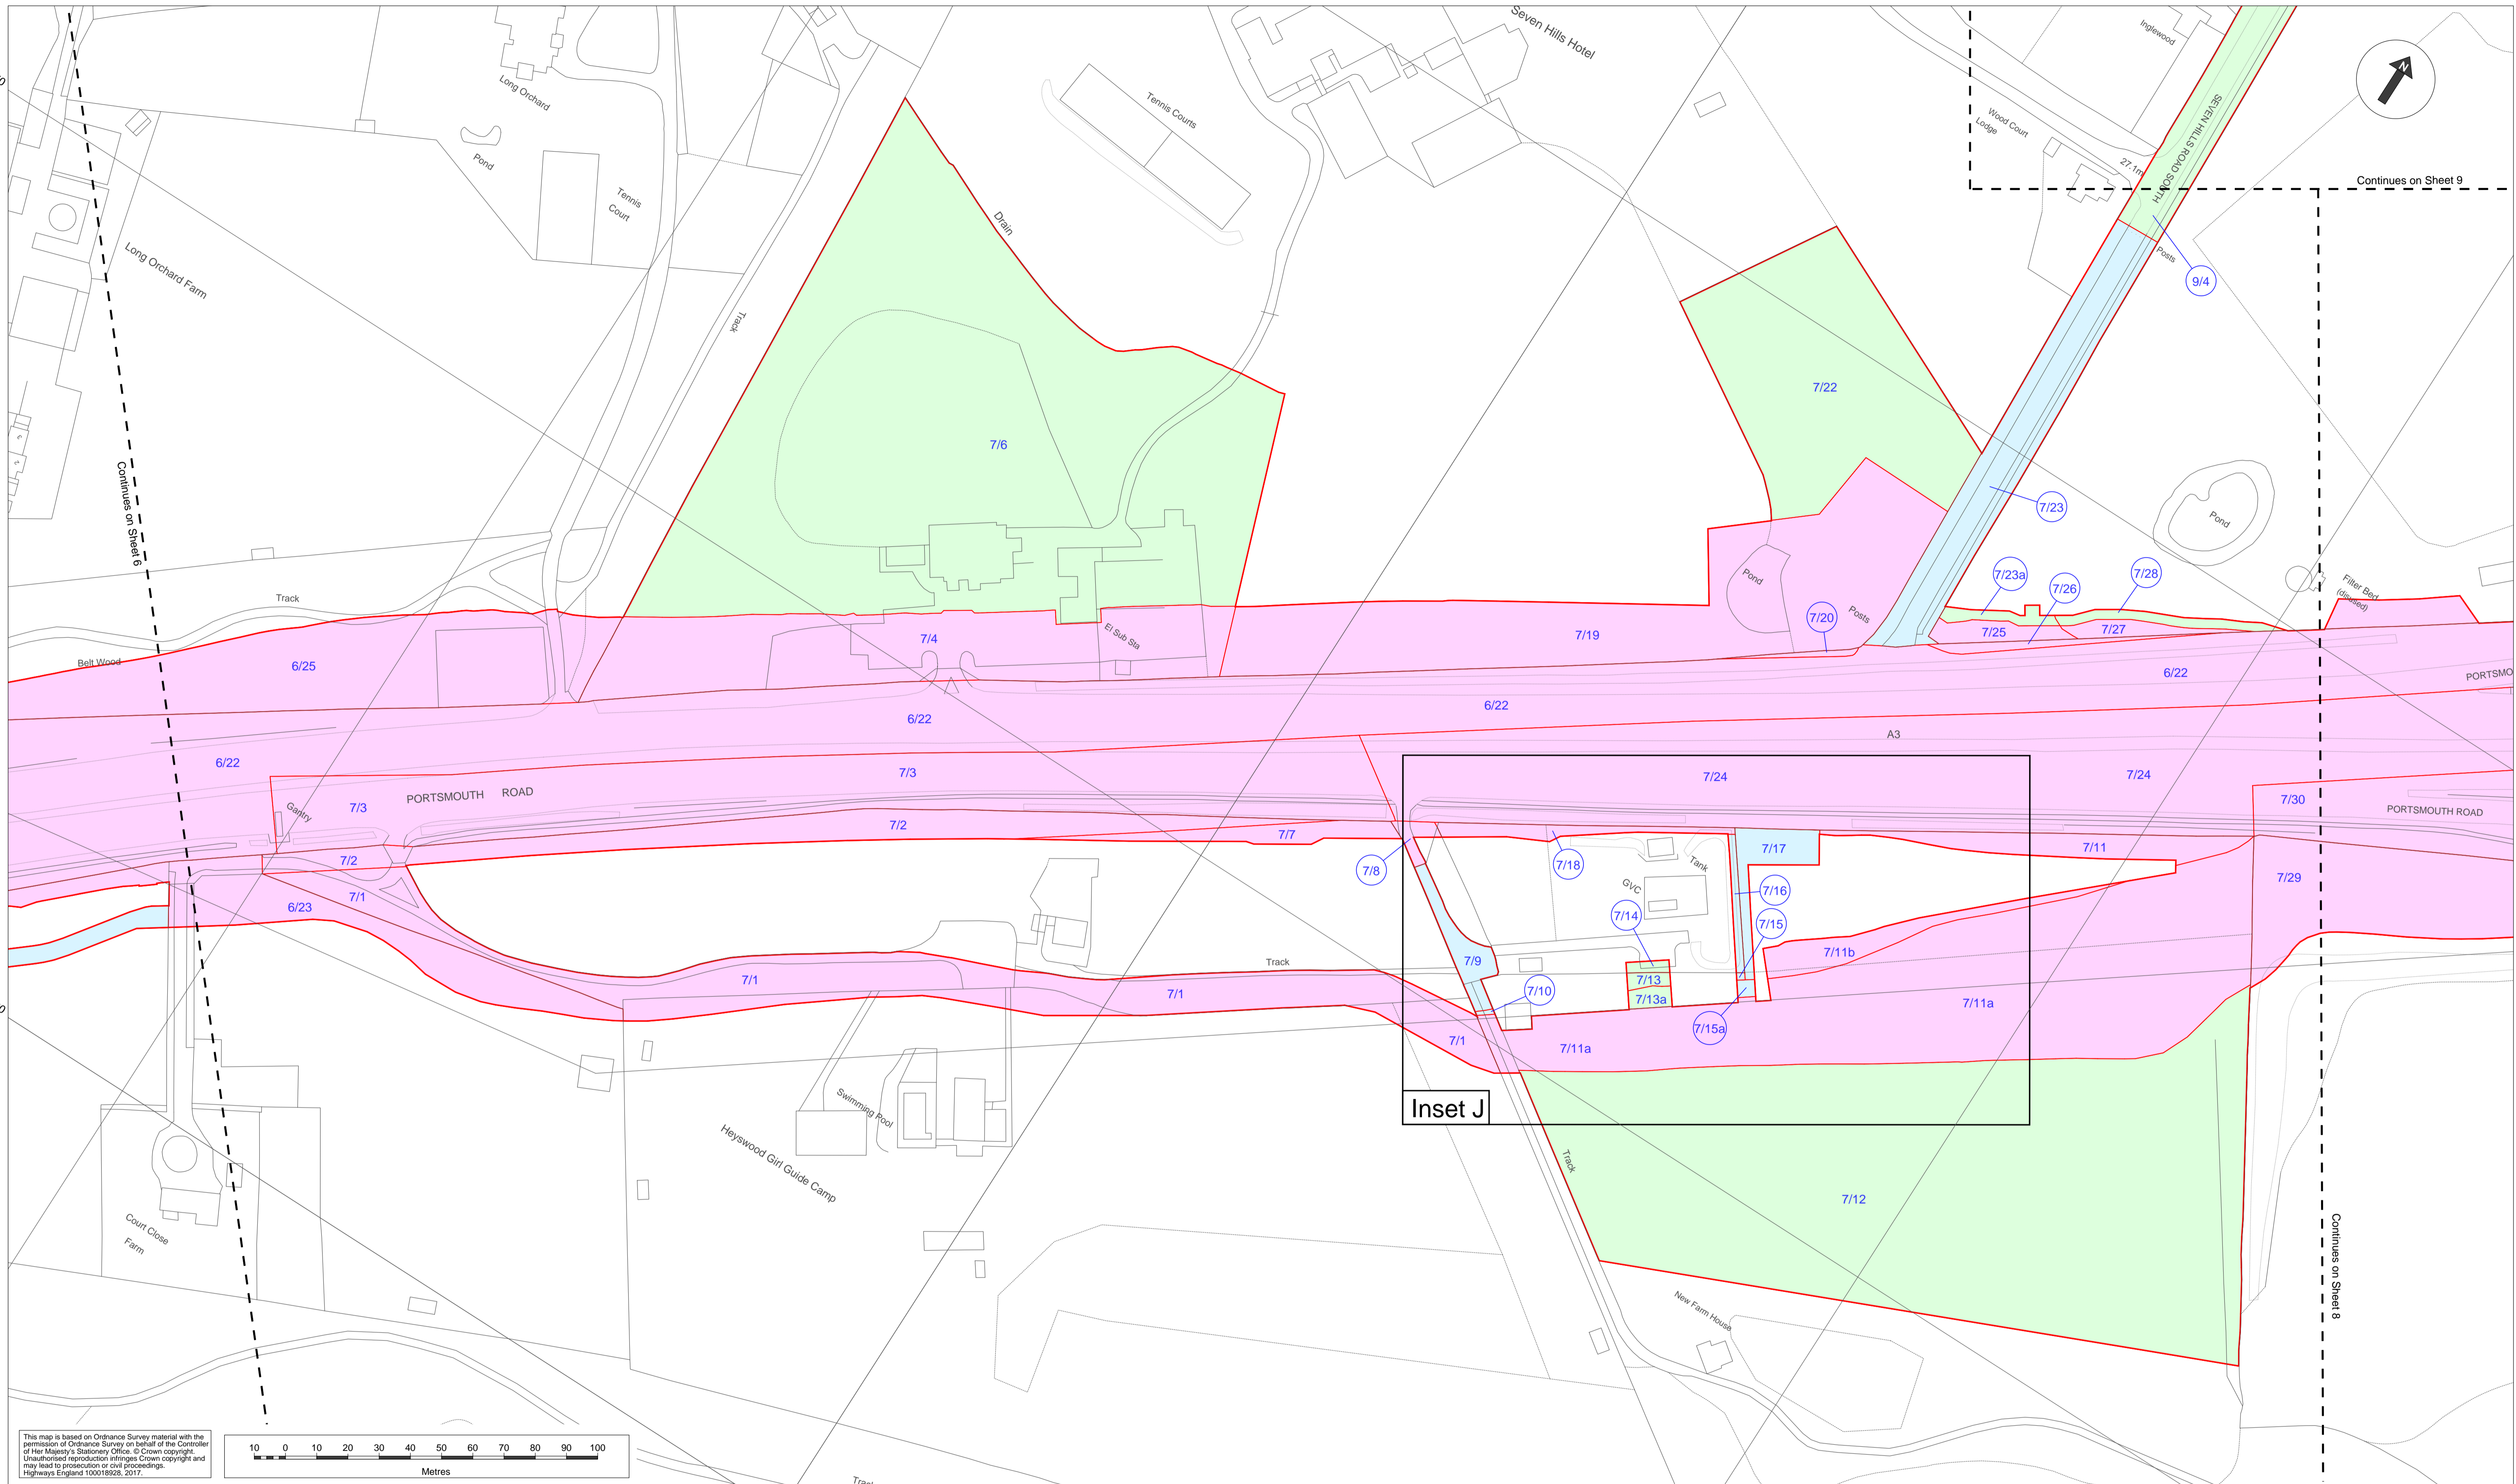 Seven Hills Hotel
Inglewood
N
Long Orchard
Tennis Courts
SEVEN HILLS ROAD SOUTH
Wood Court
Lodge
27.1m
Continues on Sheet 9
Pond
Tennis
Court
Drain
Long Orchard Farm
Posts
9/4
Track
7/22
7/6
Continues on Sheet 6
7/23
Pond
Pond
7/23a
7/26
7/28
Filter Bed
(disused)
Track
Posts
7/20
7/25
7/27
7/4
El Sub Sta
7/19
Belt Wood
6/25
6/22
PORTSMO
6/22
6/22
A3
6/22
7/3
7/24
7/24
7/3
PORTSMOUTH ROAD
Gantry
7/30
PORTSMOUTH ROAD
7/2
7/7
7/2
7/8
7/18
Tank
GVC
7/17
7/11
7/16
7/29
7/1
6/23
7/14
7/15
7/11b
Track
7/9
7/1
7/13
7/10
7/1
7/13a
7/11a
7/15a
7/1
7/11a
Swimming Pool
Inset J
Heyswood Girl Guide Camp
Track
7/12
Court Close
Farm
Continues on Sheet 8
New Farm House
This map is based on Ordnance Survey material with the
permission of Ordnance Survey on behalf of the Controller
of Her Majesty's Stationery Office. © Crown copyright.
Unauthorised reproduction infringes Crown copyright and
may lead to prosecution or civil proceedings.
Highways England 100018928, 2017.
10 0 10 20 30 40 50 60 70 80 90 100
Metres